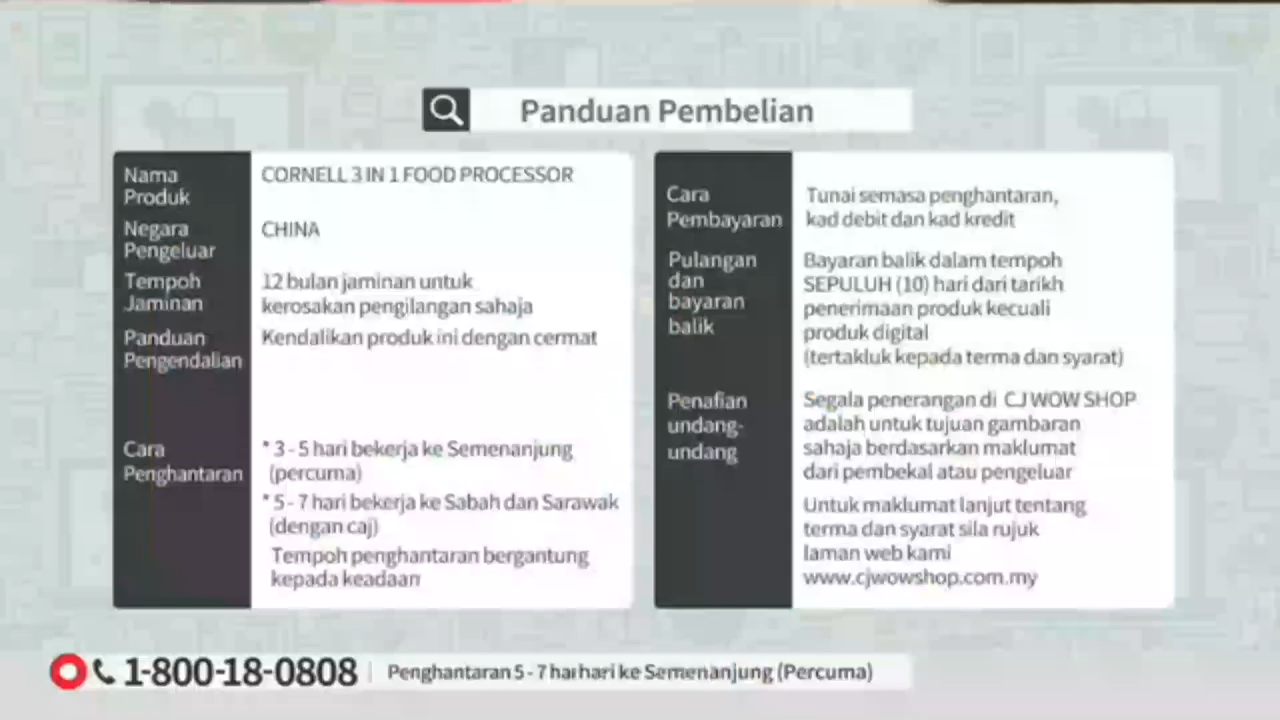 Panduan Pembelian
Nama
Produk
CORNELL 3 IN 1 FOOD PROCESSOR
Negara
Pengeluar
CHINA
Tempoh
Jaminan
12 bulan jaminan untuk
kerosakan pengilangan sahaja
Panduan
Pengendalian
Kendalikan produk ini dengan cermat
Cara
Penghantaran
* 3 - 5 hari bekerja ke Semenanjung
(percuma)
* 5 - 7 hari bekerja ke Sabah dan Sarawak
(dengan caj)
Tempoh penghantaran bergantung
kepada keadaan
Cara
Pembayaran
Tunai semasa penghantaran,
kad debit dan kad kredit
Pulangan
dan
bayaran
balik
Bayaran balik dalam tempoh
SEPULUH (10) hari dari tarikh
penerimaan produk kecuali
produk digital
(tertakluk kepada terma dan syarat)
Penafian
undang-
undang
Segala penerangan di CJ WOW SHOP
adalah untuk tujuan gambaran
sahaja berdasarkan maklumat
dari pembekal atau pengeluar
Untuk maklumat lanjut tentang
terma dan syarat sila rujuk
laman web kami
www.cjwowshop.com.my
1-800-18-0808
Penghantaran 5 - 7 harhari ke Semenanjung (Percuma)